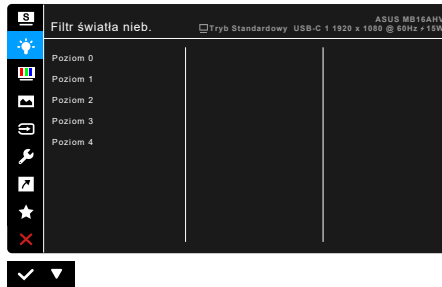 S
Filtr światła nieb.
ASUS MB16AHV
Tryb Standardowy USB-C 1 1920 x 1080 @ 60Hz 15W
Poziom 0
Poziom 1
Poziom 2
Poziom 3
Poziom 4